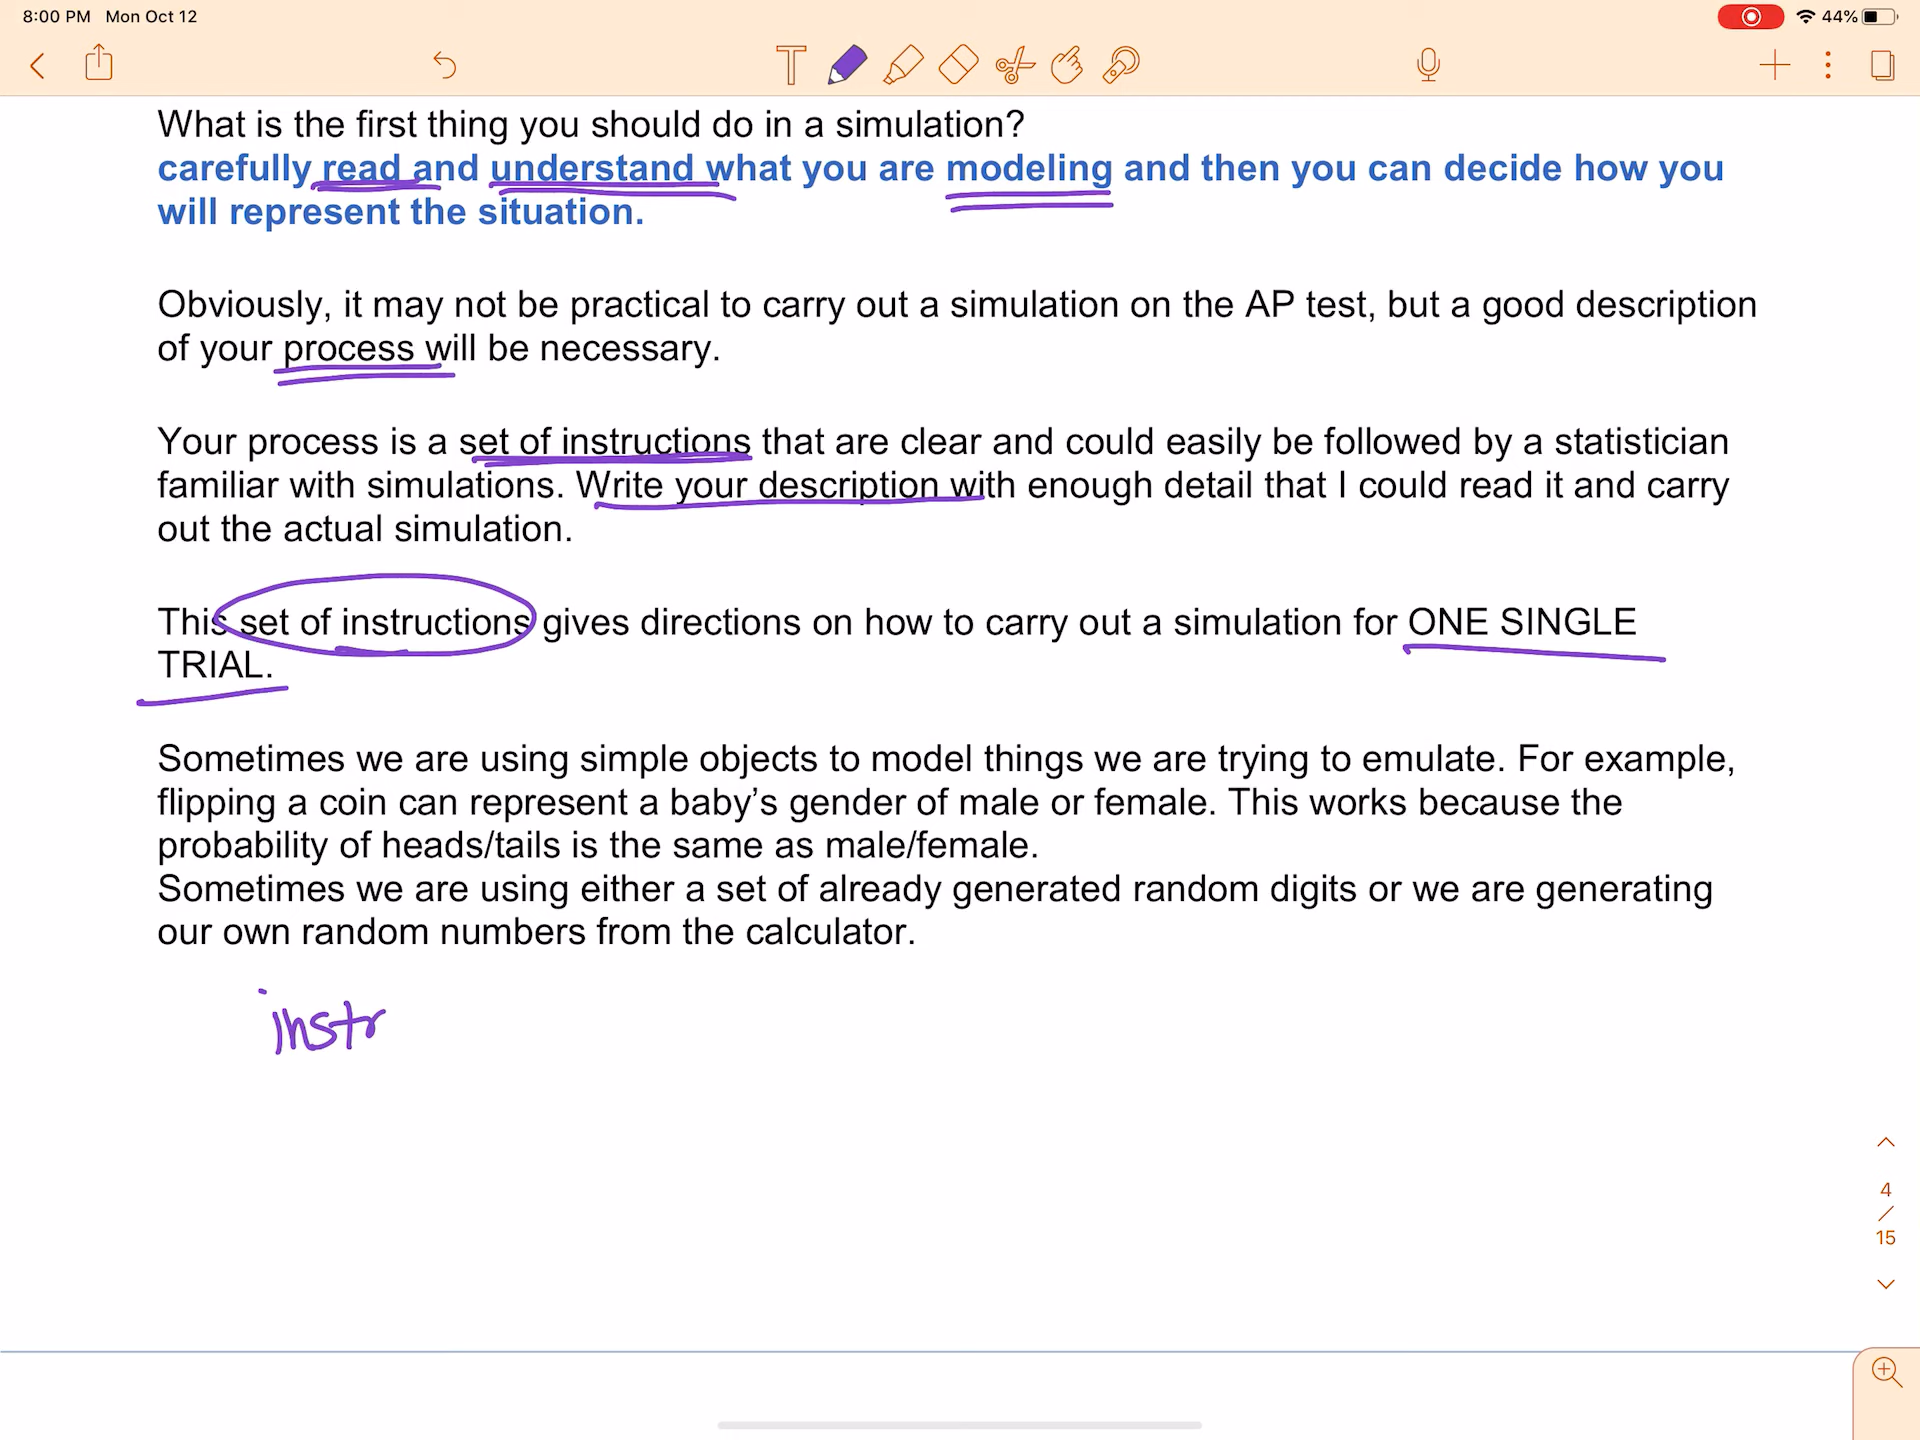 8:00 PM Mon Oct 12
44%
What is the first thing you should do in a simulation?
carefully read and understand what you are modeling and then you can decide how you
will represent the situation.
Obviously, it may not be practical to carry out a simulation on the AP test, but a good description
of your process will be necessary.
Your process is a set of instructions that are clear and could easily be followed by a statistician
familiar with simulations. Write your description with enough detail that I could read it and carry
out the actual simulation.
This set of instructions gives directions on how to carry out a simulation for ONE SINGLE
TRIAL.
Sometimes we are using simple objects to model things we are trying to emulate. For example,
flipping a coin can represent a baby’s gender of male or female. This works because the
probability of heads/tails is the same as male/female.
Sometimes we are using either a set of already generated random digits or we are generating
our own random numbers from the calculator.
instr
4
/
15